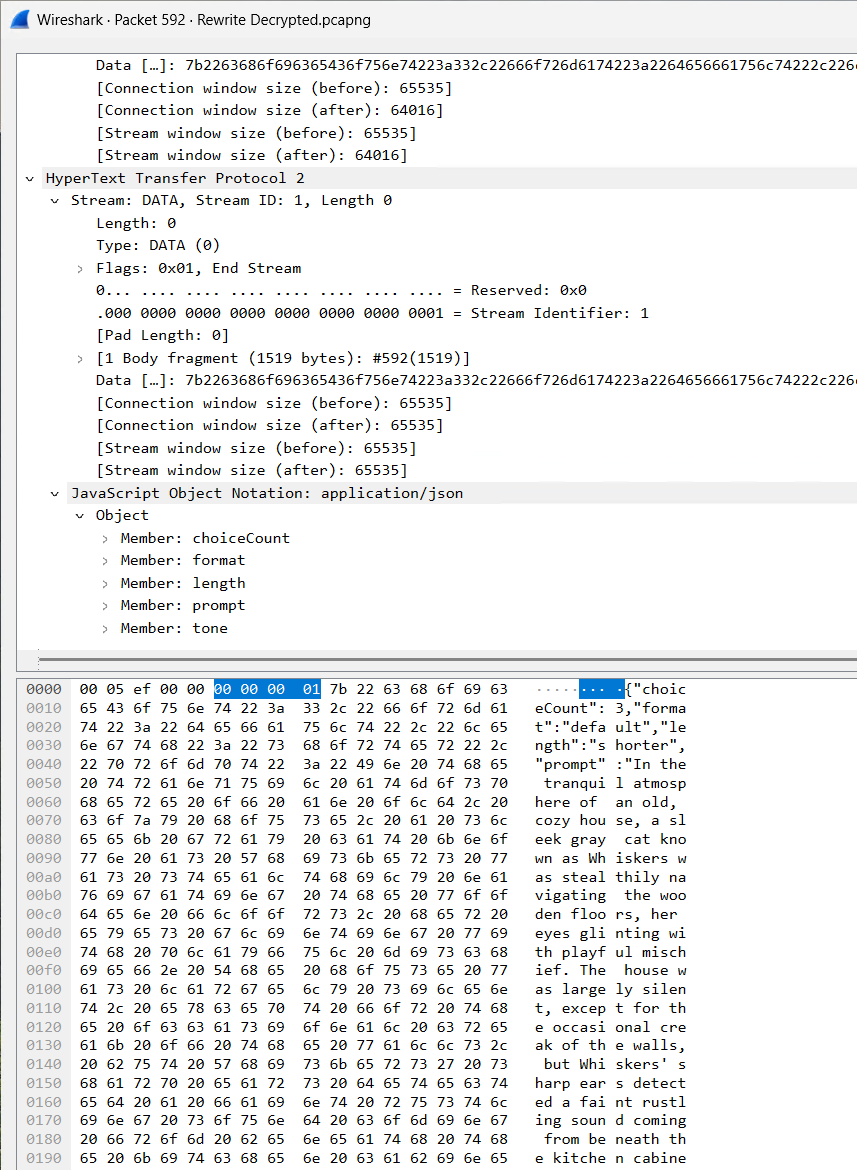 Wireshark · Packet 592 · Rewrite Decrypted.pcapng
Data […]: 7b2263686f696365436f756e74223a332c22666f726d6174223a2264656661756c74222c226
[Connection window size (before): 65535]
[Connection window size (after): 64016]
[Stream window size (before): 65535]
[Stream window size (after): 64016]
HyperText Transfer Protocol 2
Stream: DATA, Stream ID: 1, Length 0
Length: 0
Type: DATA (0)
Flags: 0x01, End Stream
0... .... .... .... .... .... .... .... = Reserved: 0x0
.000 0000 0000 0000 0000 0000 0000 0001 = Stream Identifier: 1
[Pad Length: 0]
[1 Body fragment (1519 bytes): #592(1519)]
Data […]: 7b2263686f696365436f756e74223a332c22666f726d6174223a2264656661756c74222c226
[Connection window size (before): 65535]
[Connection window size (after): 65535]
[Stream window size (before): 65535]
[Stream window size (after): 65535]
JavaScript Object Notation: application/json
Object
Member: choiceCount
Member: format
Member: length
Member: prompt
Member: tone
0000 00 05 ef 00 00 00 00 00 01 7b 22 63 68 6f 69 63 ·········{"choic
0010 65 43 6f 75 6e 74 22 3a 33 2c 22 66 6f 72 6d 61 eCount": 3,"forma
0020 74 22 3a 22 64 65 66 61 75 6c 74 22 2c 22 6c 65 t":"defa ult","le
0030 6e 67 74 68 22 3a 22 73 68 6f 72 74 65 72 22 2c ngth":"s horter",
0040 22 70 72 6f 6d 70 74 22 3a 22 49 6e 20 74 68 65 "prompt" :"In the
0050 20 74 72 61 6e 71 75 69 6c 20 61 74 6d 6f 73 70 tranqui l atmosp
0060 68 65 72 65 20 6f 66 20 61 6e 20 6f 6c 64 2c 20 here of an old,
0070 63 6f 7a 79 20 68 6f 75 73 65 2c 20 61 20 73 6c cozy hou se, a sl
0080 65 65 6b 20 67 72 61 79 20 63 61 74 20 6b 6e 6f eek gray cat kno
0090 77 6e 20 61 73 20 57 68 69 73 6b 65 72 73 20 77 wn as Wh iskers w
00a0 61 73 20 73 74 65 61 6c 74 68 69 6c 79 20 6e 61 as steal thily na
00b0 76 69 67 61 74 69 6e 67 20 74 68 65 20 77 6f 6f vigating the woo
00c0 64 65 6e 20 66 6c 6f 6f 72 73 2c 20 68 65 72 20 den floo rs, her
00d0 65 79 65 73 20 67 6c 69 6e 74 69 6e 67 20 77 69 eyes gli nting wi
00e0 74 68 20 70 6c 61 79 66 75 6c 20 6d 69 73 63 68 th playf ul misch
00f0 69 65 66 2e 20 54 68 65 20 68 6f 75 73 65 20 77 ief. The house w
0100 61 73 20 6c 61 72 67 65 6c 79 20 73 69 6c 65 6e as large ly silen
0110 74 2c 20 65 78 63 65 70 74 20 66 6f 72 20 74 68 t, excep t for th
0120 65 20 6f 63 63 61 73 69 6f 6e 61 6c 20 63 72 65 e occasi onal cre
0130 61 6b 20 6f 66 20 74 68 65 20 77 61 6c 6c 73 2c ak of th e walls,
0140 20 62 75 74 20 57 68 69 73 6b 65 72 73 27 20 73 but Whi skers' s
0150 68 61 72 70 20 65 61 72 73 20 64 65 74 65 63 74 harp ear s detect
0160 65 64 20 61 20 66 61 69 6e 74 20 72 75 73 74 6c ed a fai nt rustl
0170 69 6e 67 20 73 6f 75 6e 64 20 63 6f 6d 69 6e 67 ing soun d coming
0180 20 66 72 6f 6d 20 62 65 6e 65 61 74 68 20 74 68 from be neath th
0190 65 20 6b 69 74 63 68 65 6e 20 63 61 62 69 6e 65 e kitche n cabine